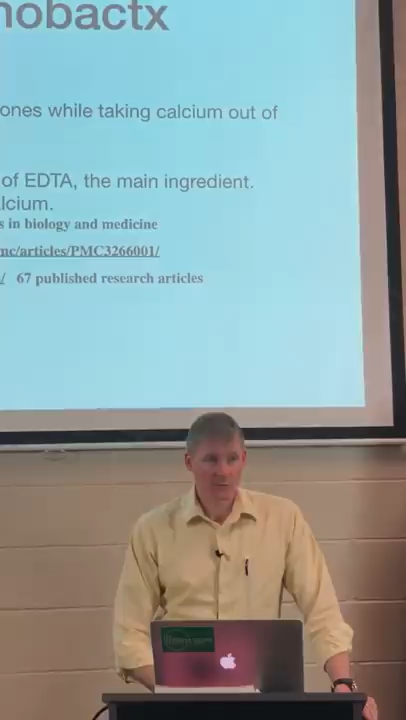 nobactx
ones while taking calcium out of
of EDTA, the main ingredient.
lcium.
s in biology and medicine
mc/articles/PMC3266001/
/ 67 published research articles